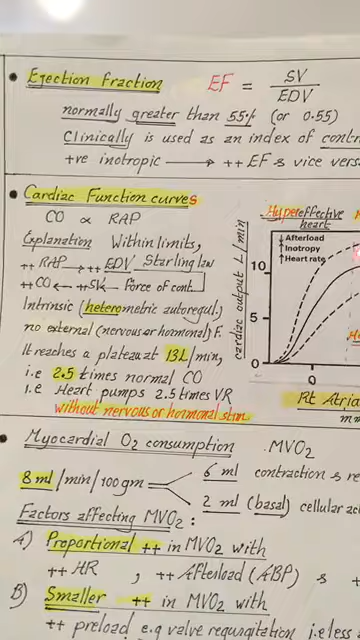 • Ejection fraction EF = SV / EDV
normally greater than 55% (or 0.55)
Clinically is used as an index of contr
+ve inotropic → ++ EF & vice vers
• Cardiac Function curves
CO ∝ RAP
Explanation Within limits,
++ RAP → ++ EDV Starling law
++ CO ← ++ SV ← Force of cont.
Intrinsic (heterometric autoregul.)
no external (nervous or hormonal) F.
It reaches a plateau at 13L/min,
i.e 2.5 times normal CO
i.e Heart pumps 2.5 times VR
without nervous or hormonal stim.
Hypereffective
heart
↓Afterload
↑Inotropy
↑Heart rate
cardiac output L/min
10
5
0
0
Rt Atria
mm
• Myocardial O2 consumption MVO2
8 ml/min/100gm
6 ml contraction & re
2 ml (basal) cellular ac
Factors affecting MVO2 :
A) Proportional ++ in MVO2 with
++ HR , ++ Afterload (ABP) & +
B) Smaller ++ in MVO2 with
++ preload e.g valve regurgitation i.e les